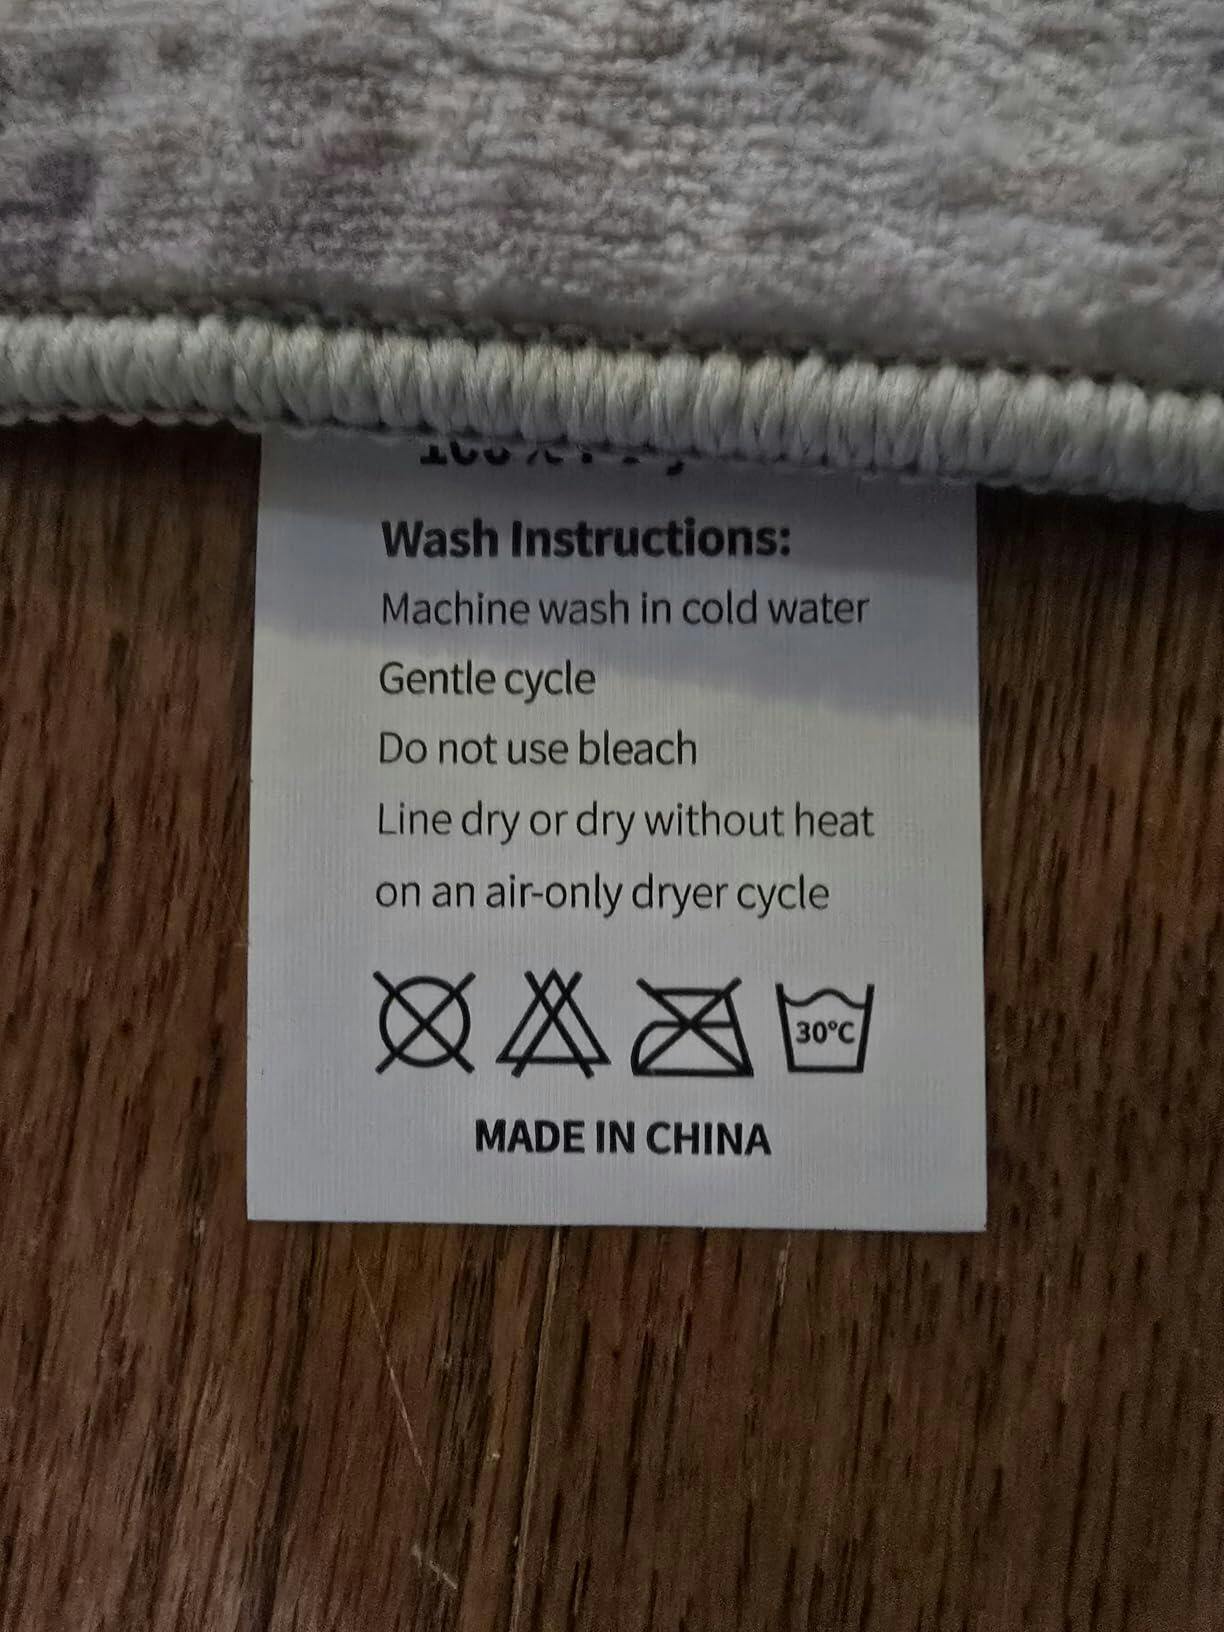 Wash Instructions:
Machine wash in cold water
Gentle cycle
Do not use bleach
Line dry or dry without heat
on an air-only dryer cycle
30°C
MADE IN CHINA